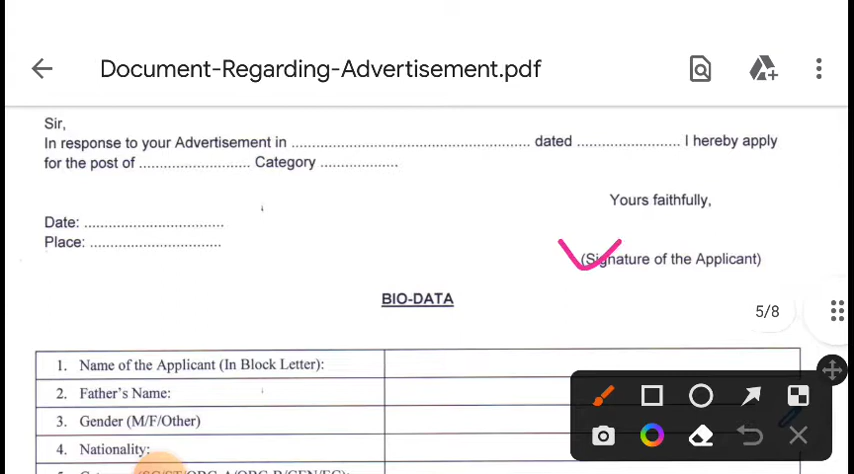 Document-Regarding-Advertisement.pdf
Sir,
In response to your Advertisement in ........................................................... dated ......................... I hereby apply
for the post of ........................... Category ...................
Yours faithfully,
Date: ..................................
Place: ................................
(Signature of the Applicant)
BIO-DATA
5/8
1. Name of the Applicant (In Block Letter):
2. Father's Name:
3. Gender (M/F/Other)
4. Nationality: